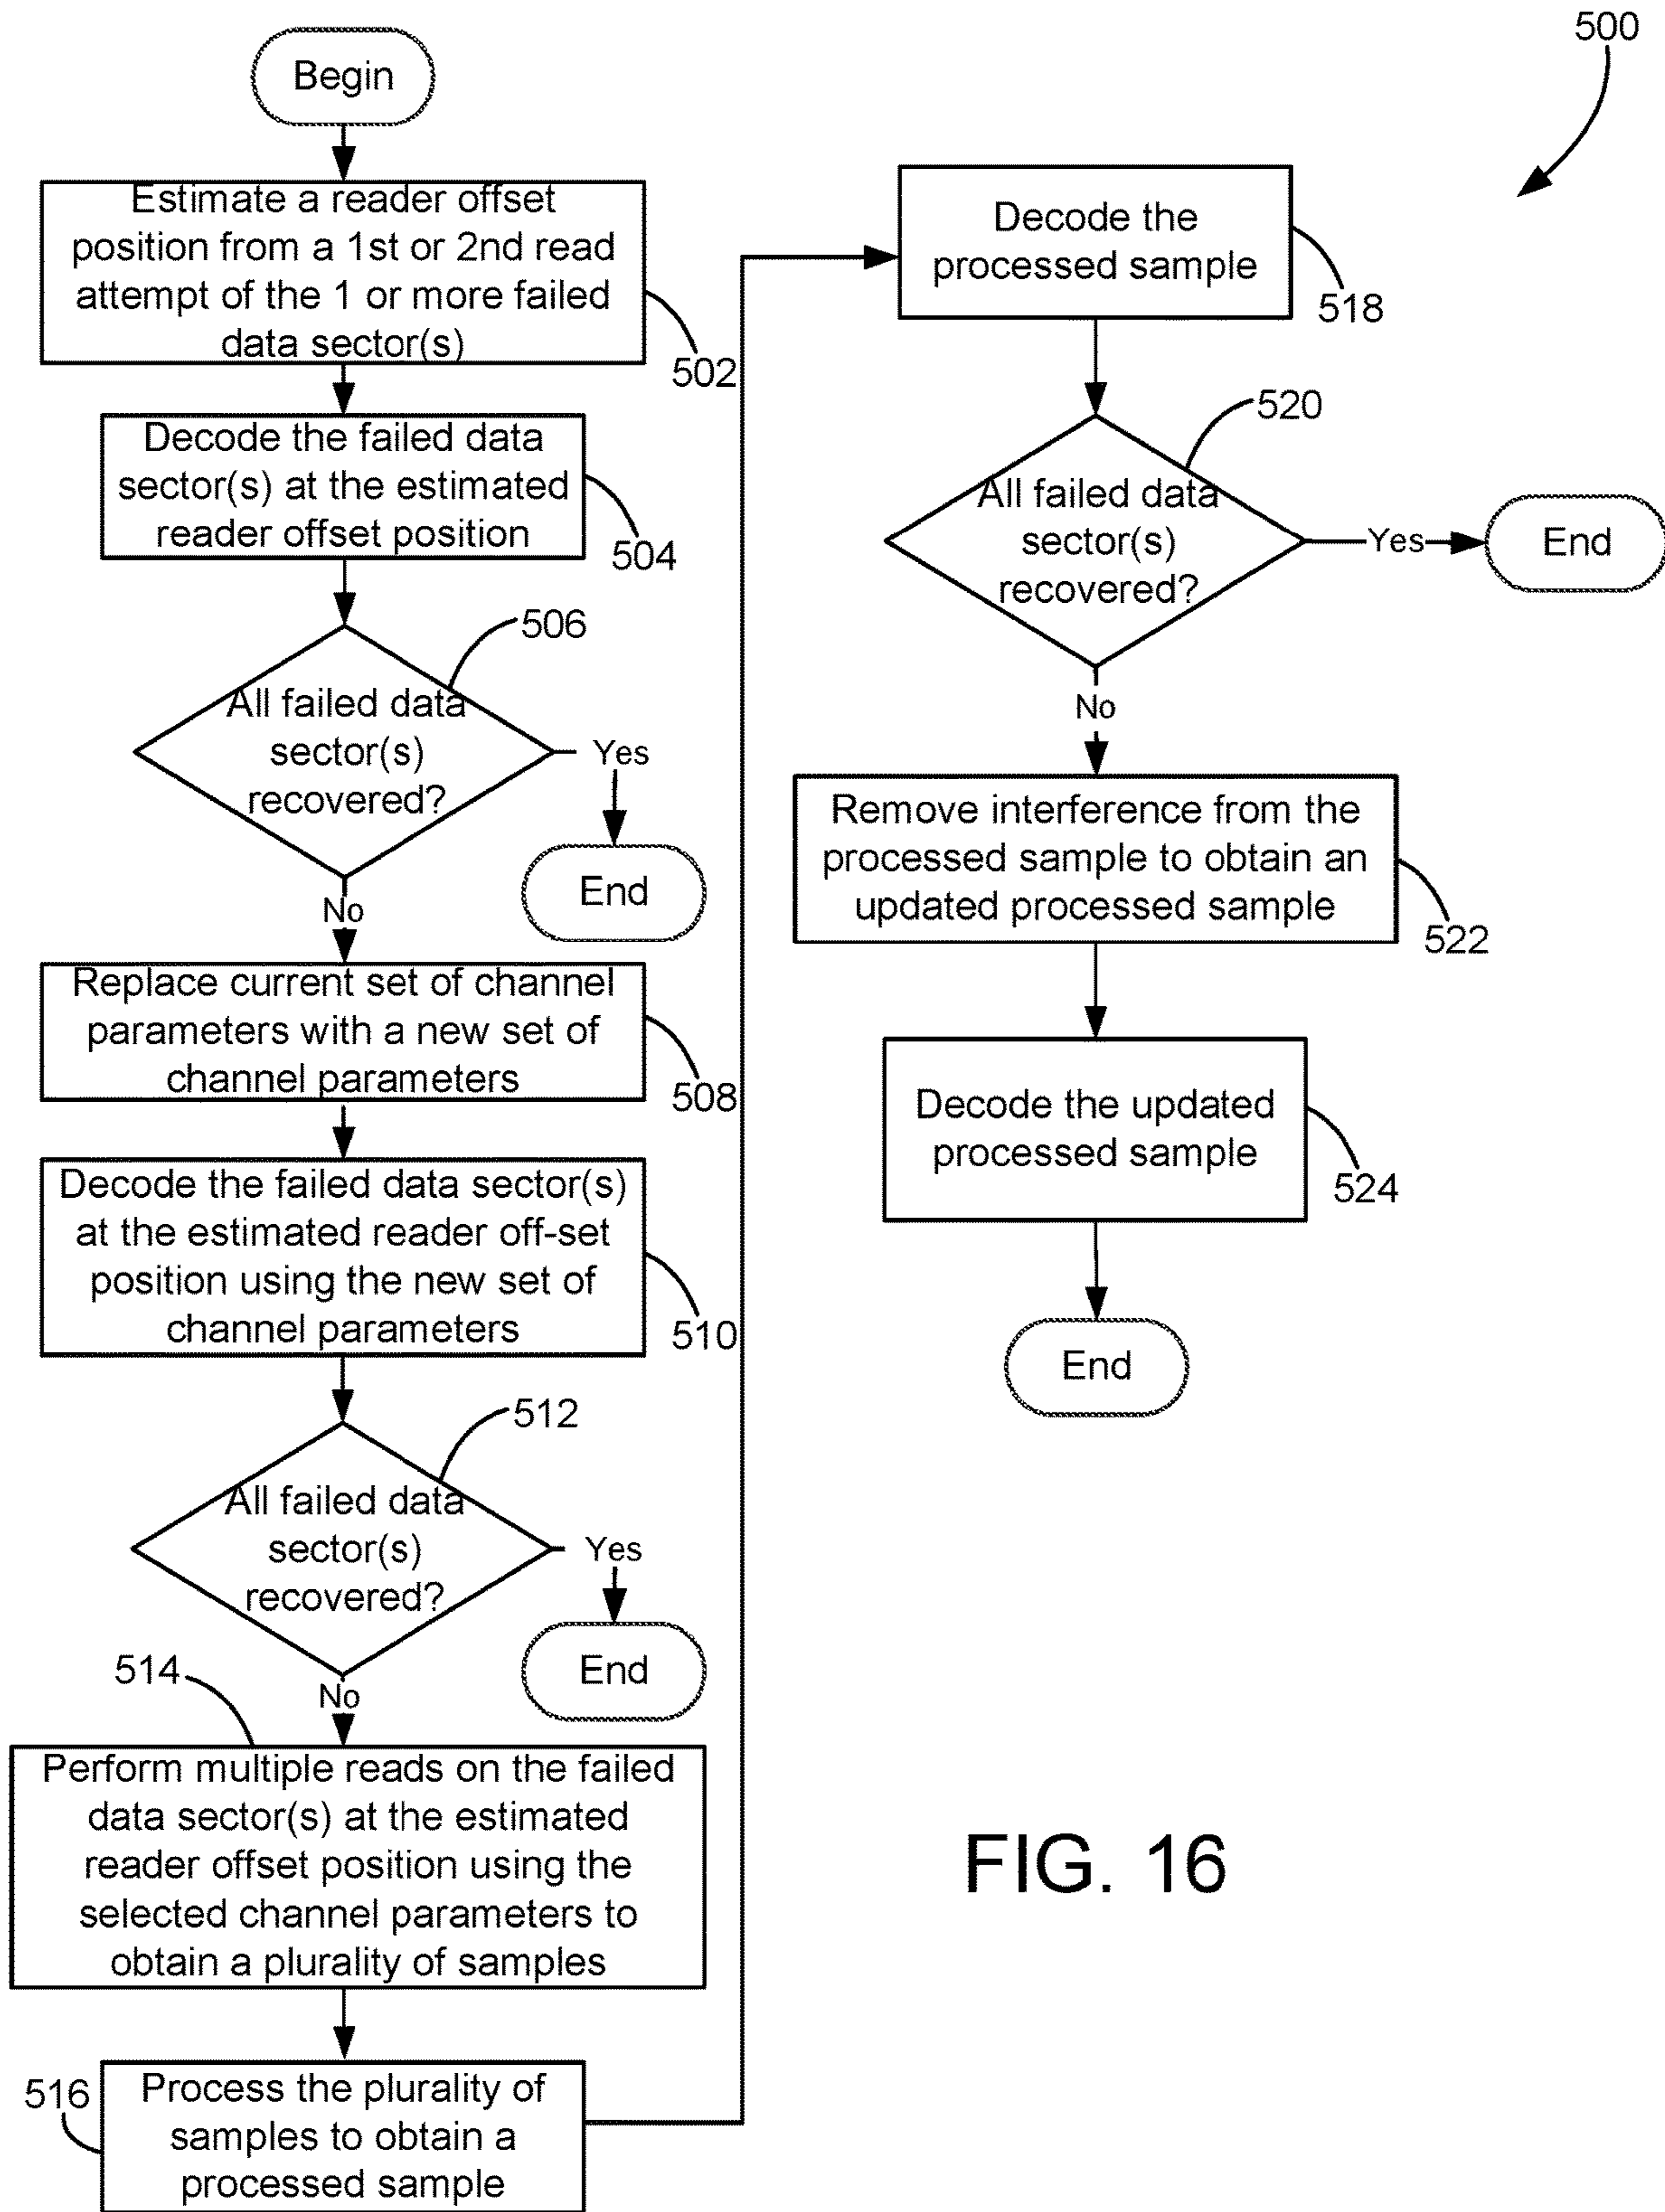 Begin
Estimate a reader offset
position from a 1st or 2nd read
attempt of the 1 or more failed
data sector(s)
502
Decode the failed data
sector(s) at the estimated
reader offset position
504
506
All failed data
sector(s)
recovered?
Yes
End
No
Replace current set of channel
parameters with a new set of
channel parameters
508
Decode the failed data sector(s)
at the estimated reader off-set
position using the new set of
channel parameters
510
512
All failed data
sector(s)
recovered?
Yes
End
No
514
Perform multiple reads on the failed
data sector(s) at the estimated
reader offset position using the
selected channel parameters to
obtain a plurality of samples
516
Process the plurality of
samples to obtain a
processed sample
500
Decode the
processed sample
518
520
All failed data
sector(s)
recovered?
Yes
End
No
Remove interference from the
processed sample to obtain an
updated processed sample
522
Decode the updated
processed sample
524
End
FIG. 16